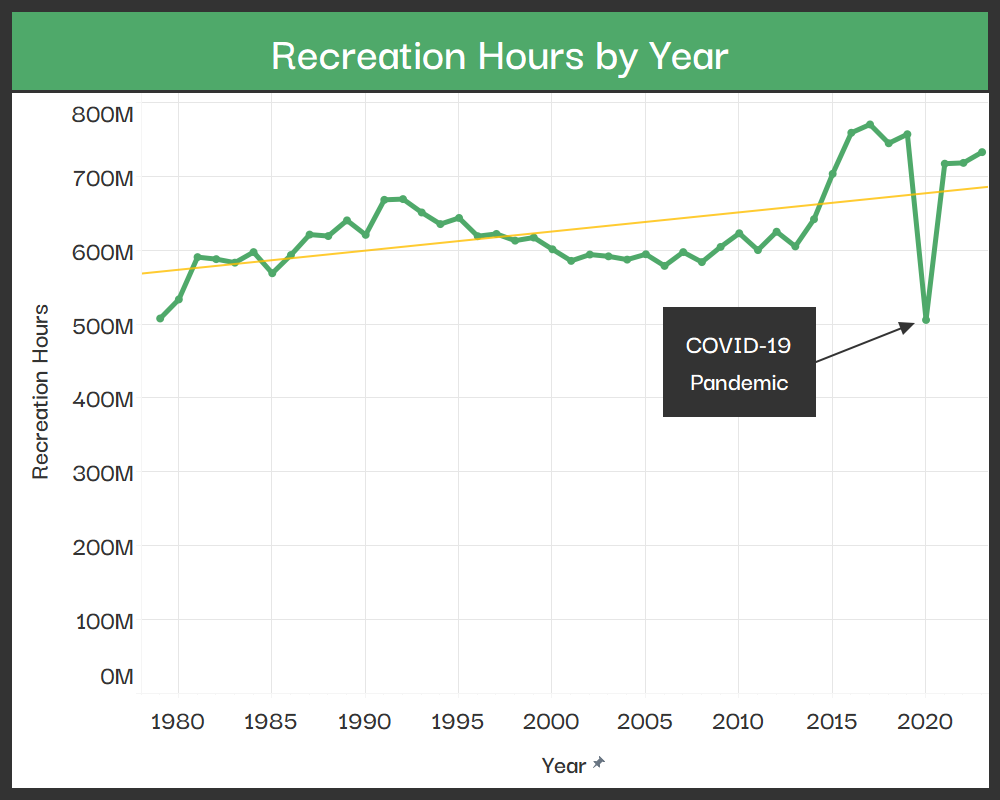 Recreation Hours by Year
800M
700M
600M
500M
400M
300M
200M
100M
0M
Recreation Hours
COVID-19
Pandemic
1980 1985 1990 1995 2000 2005 2010 2015 2020
Year